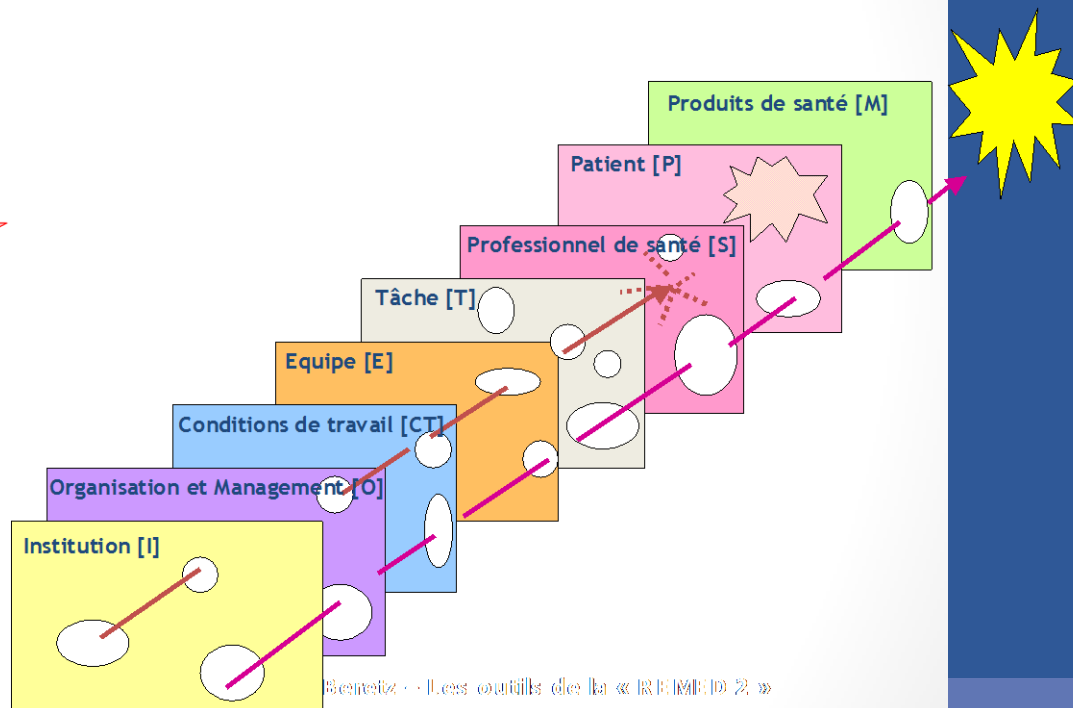 Produits de santé [M]
Patient [P]
Professionnel de santé [S]
Tâche [T]
Equipe [E]
Conditions de travail [CT]
Organisation et Management [O]
Institution [I]
Beretz – Les outils de la « REMED 2 »